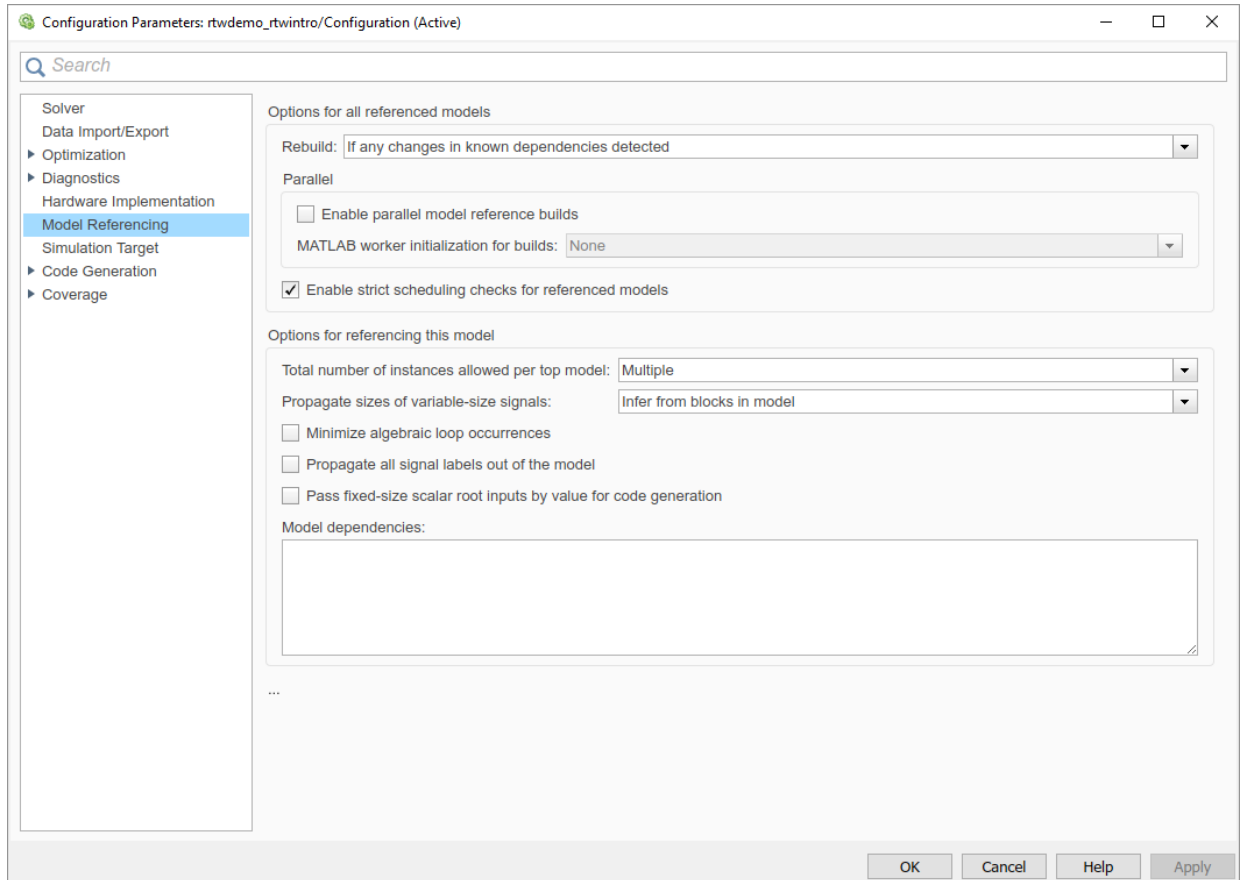 Configuration Parameters: rtwdemo_rtwintro/Configuration (Active)
Search
Solver
Data Import/Export
Optimization
Diagnostics
Hardware Implementation
Model Referencing
Simulation Target
Code Generation
Coverage
Options for all referenced models
Rebuild: If any changes in known dependencies detected
Parallel
Enable parallel model reference builds
MATLAB worker initialization for builds: None
Enable strict scheduling checks for referenced models
Options for referencing this model
Total number of instances allowed per top model: Multiple
Propagate sizes of variable-size signals: Infer from blocks in model
Minimize algebraic loop occurrences
Propagate all signal labels out of the model
Pass fixed-size scalar root inputs by value for code generation
Model dependencies:
...
OK Cancel Help Apply